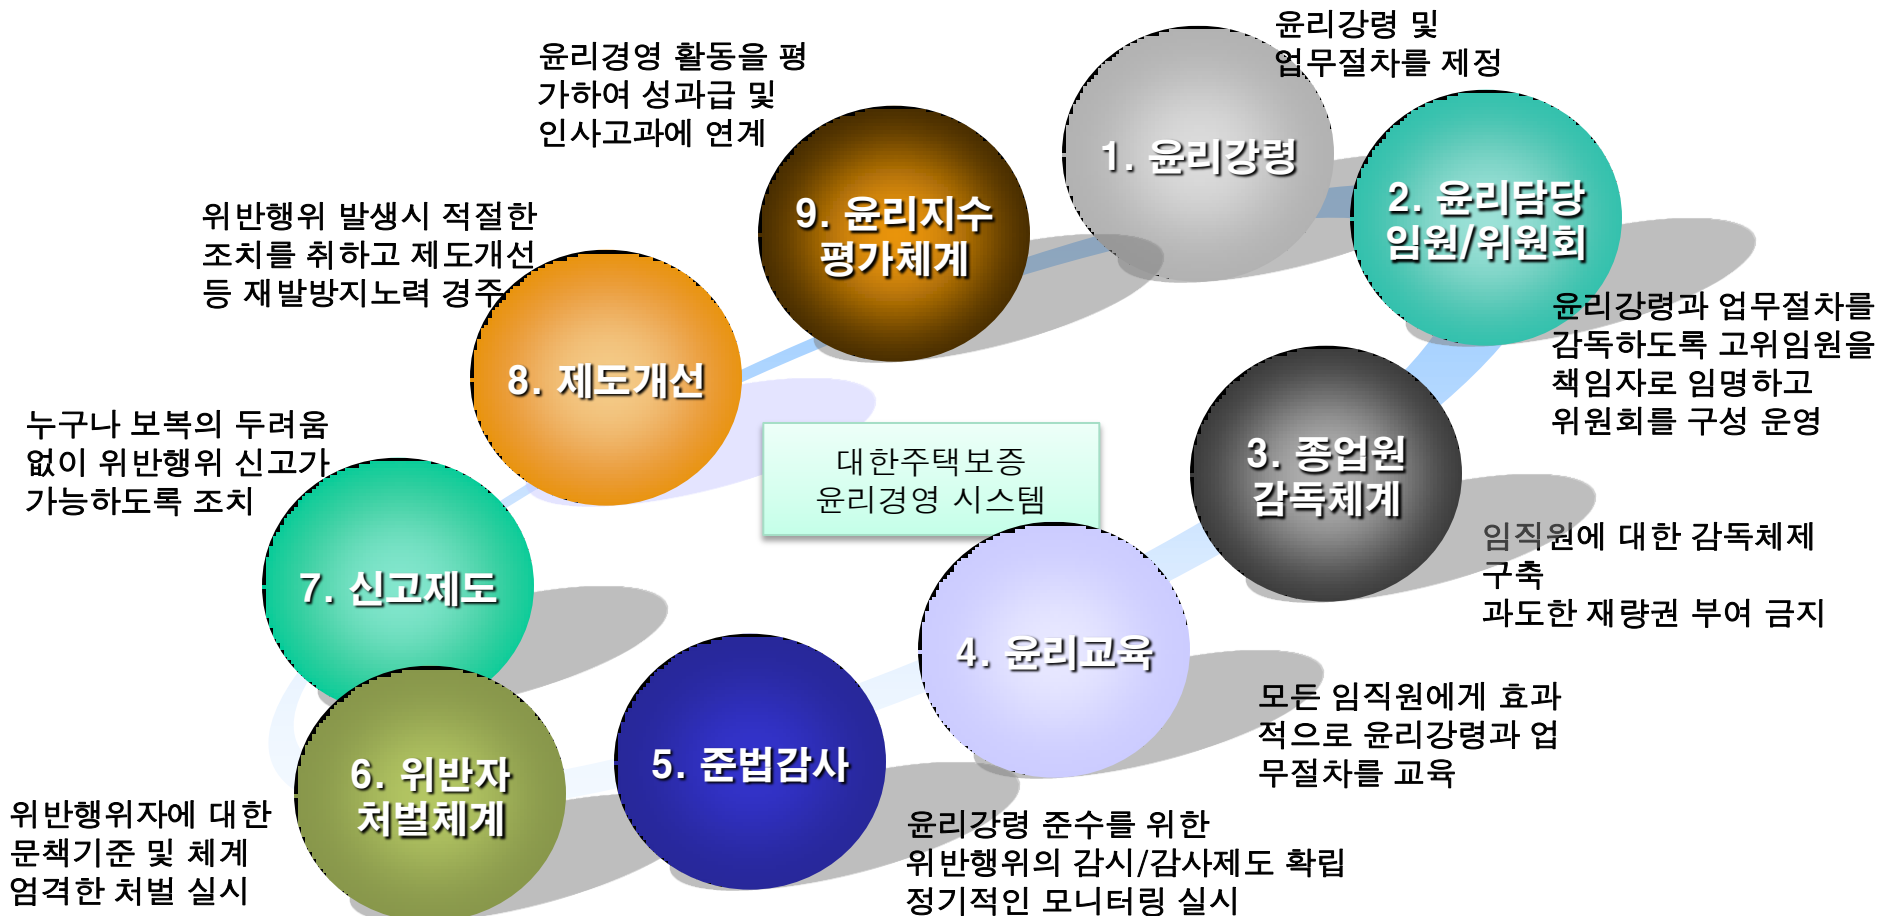 윤리강령 및
업무절차를 제정
1. 윤리강령
2. 윤리담당
임원/위원회
윤리강령과 업무절차를
감독하도록 고위임원을
책임자로 임명하고
위원회를 구성 운영
3. 종업원
감독체계
임직원에 대한 감독체제
구축
과도한 재량권 부여 금지
4. 윤리교육
모든 임직원에게 효과
적으로 윤리강령과 업
무절차를 교육
5. 준법감사
윤리강령 준수를 위한
위반행위의 감시/감사제도 확립
정기적인 모니터링 실시
6. 위반자
처벌체계
위반행위자에 대한
문책기준 및 체계
엄격한 처벌 실시
7. 신고제도
누구나 보복의 두려움
없이 위반행위 신고가
가능하도록 조치
8. 제도개선
위반행위 발생시 적절한
조치를 취하고 제도개선
등 재발방지노력 경주
9. 윤리지수
평가체계
윤리경영 활동을 평
가하여 성과급 및
인사고과에 연계
대한주택보증
윤리경영 시스템